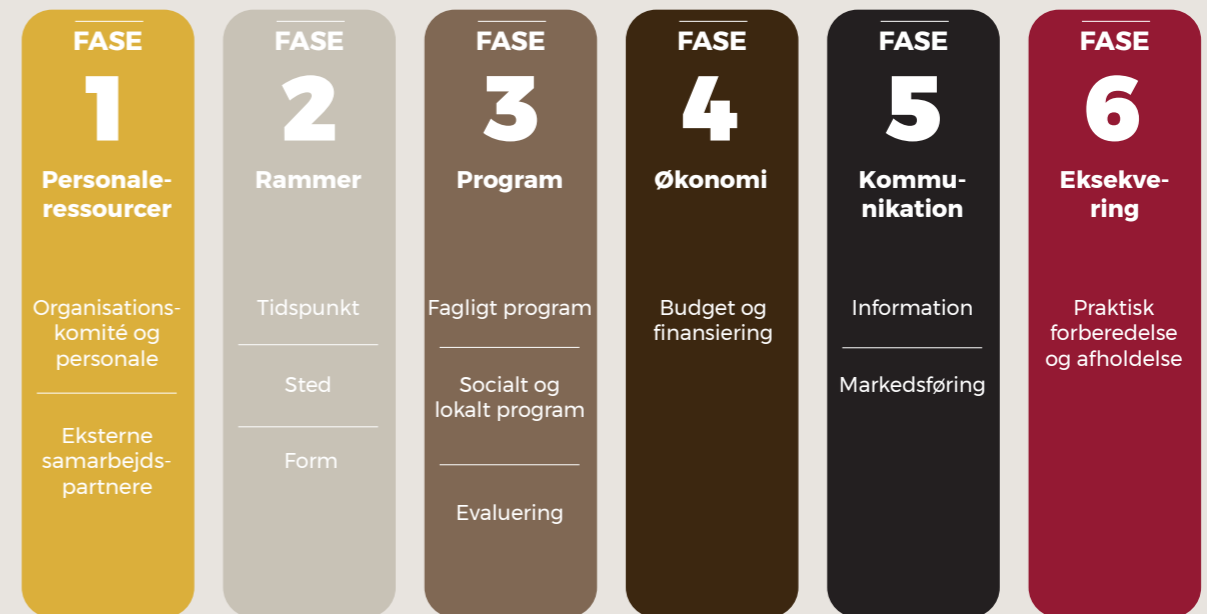 FASE
1
Personale-
ressourcer
Organisations-
komité og
personale
Eksterne
samarbejds-
partnere
FASE
2
Rammer
Tidspunkt
Sted
Form
FASE
3
Program
Fagligt program
Socialt og
lokalt program
Evaluering
FASE
4
Økonomi
Budget og
finansiering
FASE
5
Kommu-
nikation
Information
Markedsføring
FASE
6
Eksekve-
ring
Praktisk
forberedelse
og afholdelse